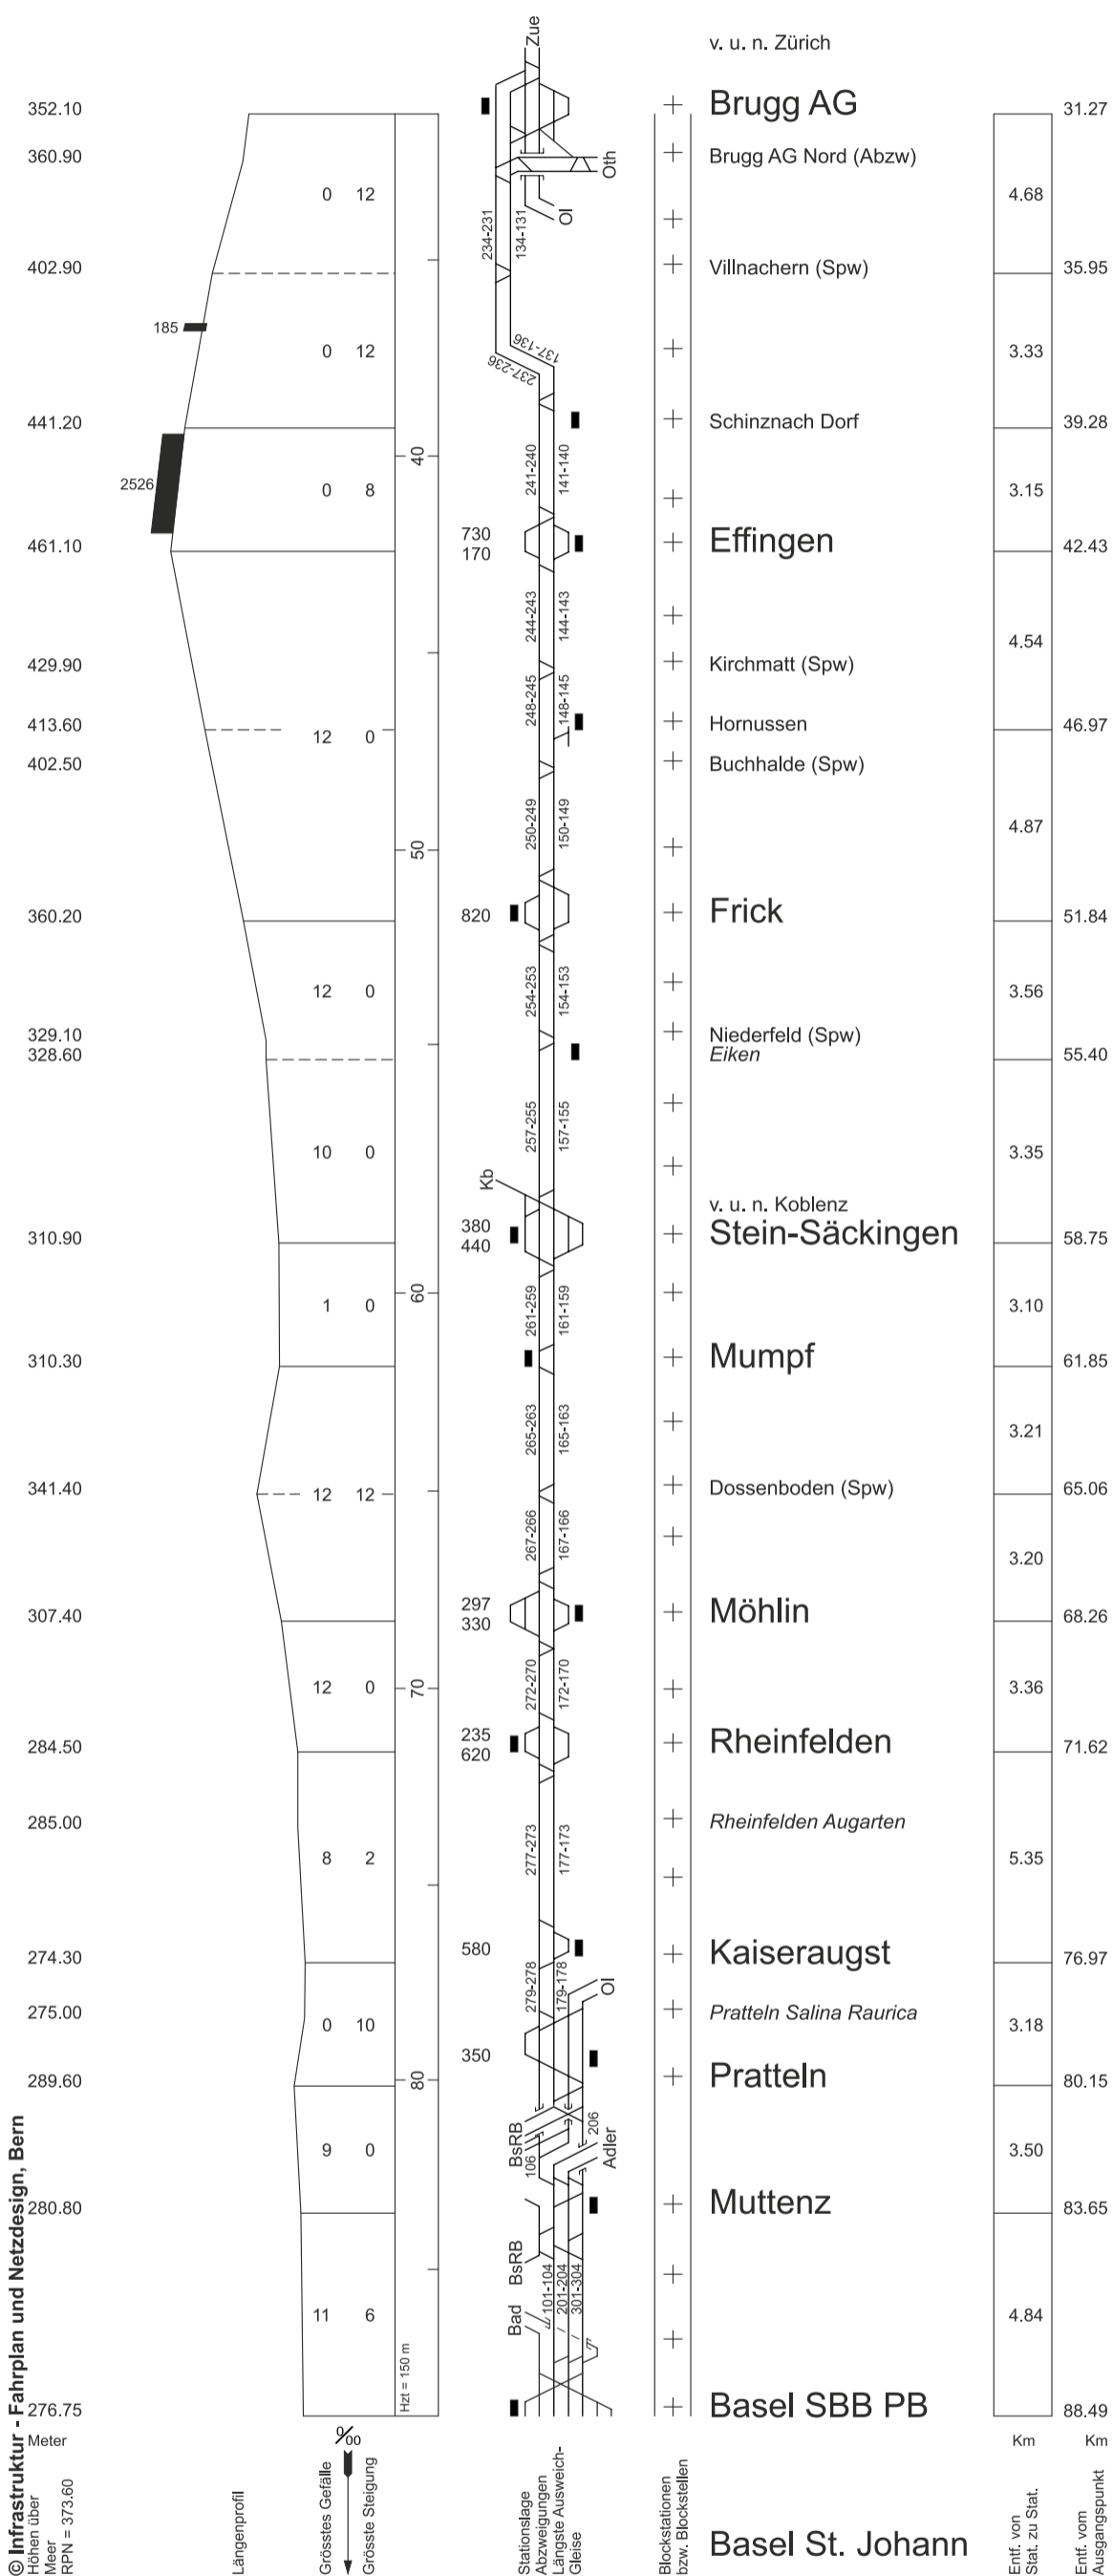 Zue
v. u. n. Zürich
352.10
Brugg AG
31.27
360.90
Brugg AG Nord (Abzw)
Oth
0 12
4.68
Ol
234-231
134-131
402.90
Villnachern (Spw)
35.95
185
0 12
137-136
237-236
3.33
441.20
Schinznach Dorf
39.28
40
2526
0 8
241-240
141-140
3.15
730
170
461.10
Effingen
42.43
244-243
144-143
4.54
429.90
Kirchmatt (Spw)
248-245
148-145
413.60
Hornussen
46.97
12 0
402.50
Buchhalde (Spw)
250-249
150-149
4.87
50
360.20
820
Frick
51.84
12 0
254-253
154-153
3.56
329.10
Niederfeld (Spw)
328.60
Eiken
55.40
257-255
157-155
10 0
3.35
Kb
v. u. n. Koblenz
380
440
310.90
Stein-Säckingen
58.75
1 0
60
261-259
161-159
3.10
310.30
Mumpf
61.85
265-263
165-163
3.21
341.40
12 12
Dossenboden (Spw)
65.06
267-266
167-166
3.20
297
330
307.40
Möhlin
68.26
12 0
70
272-270
172-170
3.36
235
620
284.50
Rheinfelden
71.62
285.00
Rheinfelden Augarten
8 2
277-273
177-173
5.35
274.30
580
Kaiseraugst
76.97
279-278
179-178
Ol
275.00
Pratteln Salina Raurica
0 10
3.18
350
289.60
80
Pratteln
80.15
BsRB
106
206
Adler
9 0
3.50
280.80
Muttenz
83.65
BsRB
101-104
201-204
301-304
Bad
11 6
4.84
Hzt = 150 m
276.75
Basel SBB PB
88.49
Meter
‰
Km
Km
© Infrastruktur - Fahrplan und Netzdesign, Bern
Höhen über
Meer
RPN = 373.60
Längenprofil
Grösstes Gefälle
Grösste Steigung
Stationslage
Abzweigungen
Längste Ausweich-
Gleise
Blockstationen
bzw. Blockstellen
Basel St. Johann
Entf. von
Stat. zu Stat.
Entf. vom
Ausgangspunkt